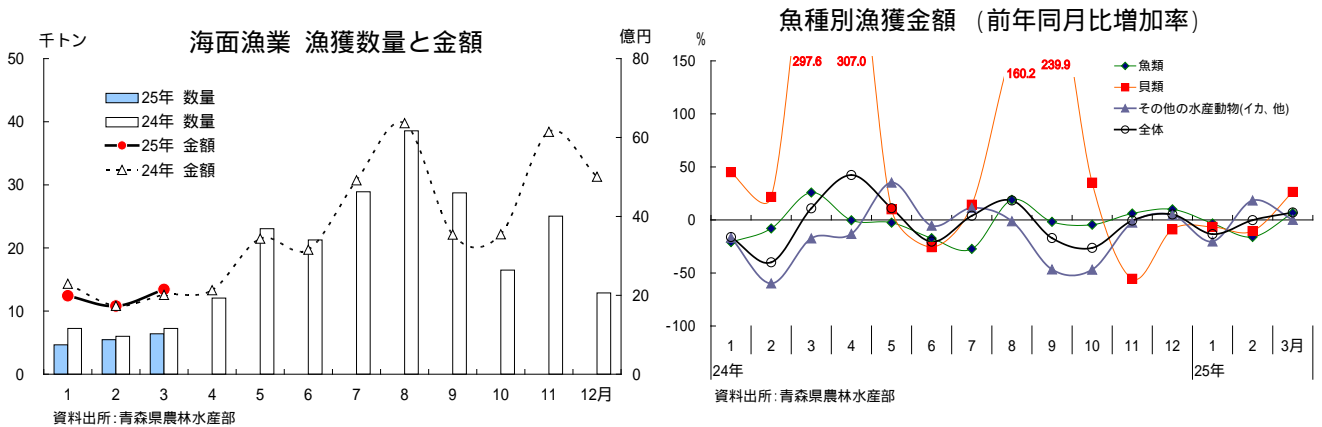 海面漁業 漁獲数量と金額
千トン
億円
50
40
30
20
10
0
80
60
40
20
0
25年 数量
24年 数量
25年 金額
24年 金額
1 2 3 4 5 6 7 8 9 10 11 12月
資料出所:青森県農林水産部
魚種別漁獲金額 (前年同月比増加率)
%
150
100
50
0
-50
-100
297.6
307.0
160.2
239.9
魚類
貝類
その他の水産動物(イカ、他)
全体
1 2 3 4 5 6 7 8 9 10 11 12 1 2 3月
24年 25年
資料出所:青森県農林水産部